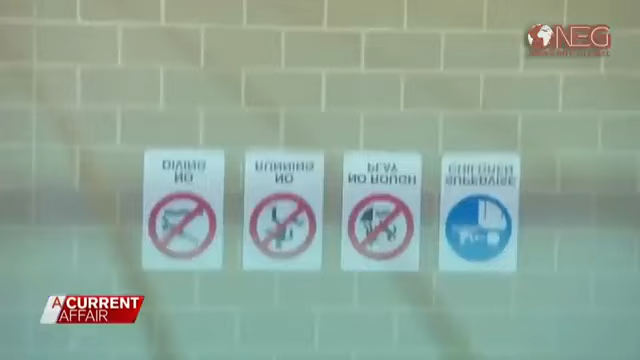 NEG
NO
DIVING
NO
RUNNING
NO ROUGH
PLAY
SUPERVISE
CHILDREN
A CURRENT
AFFAIR